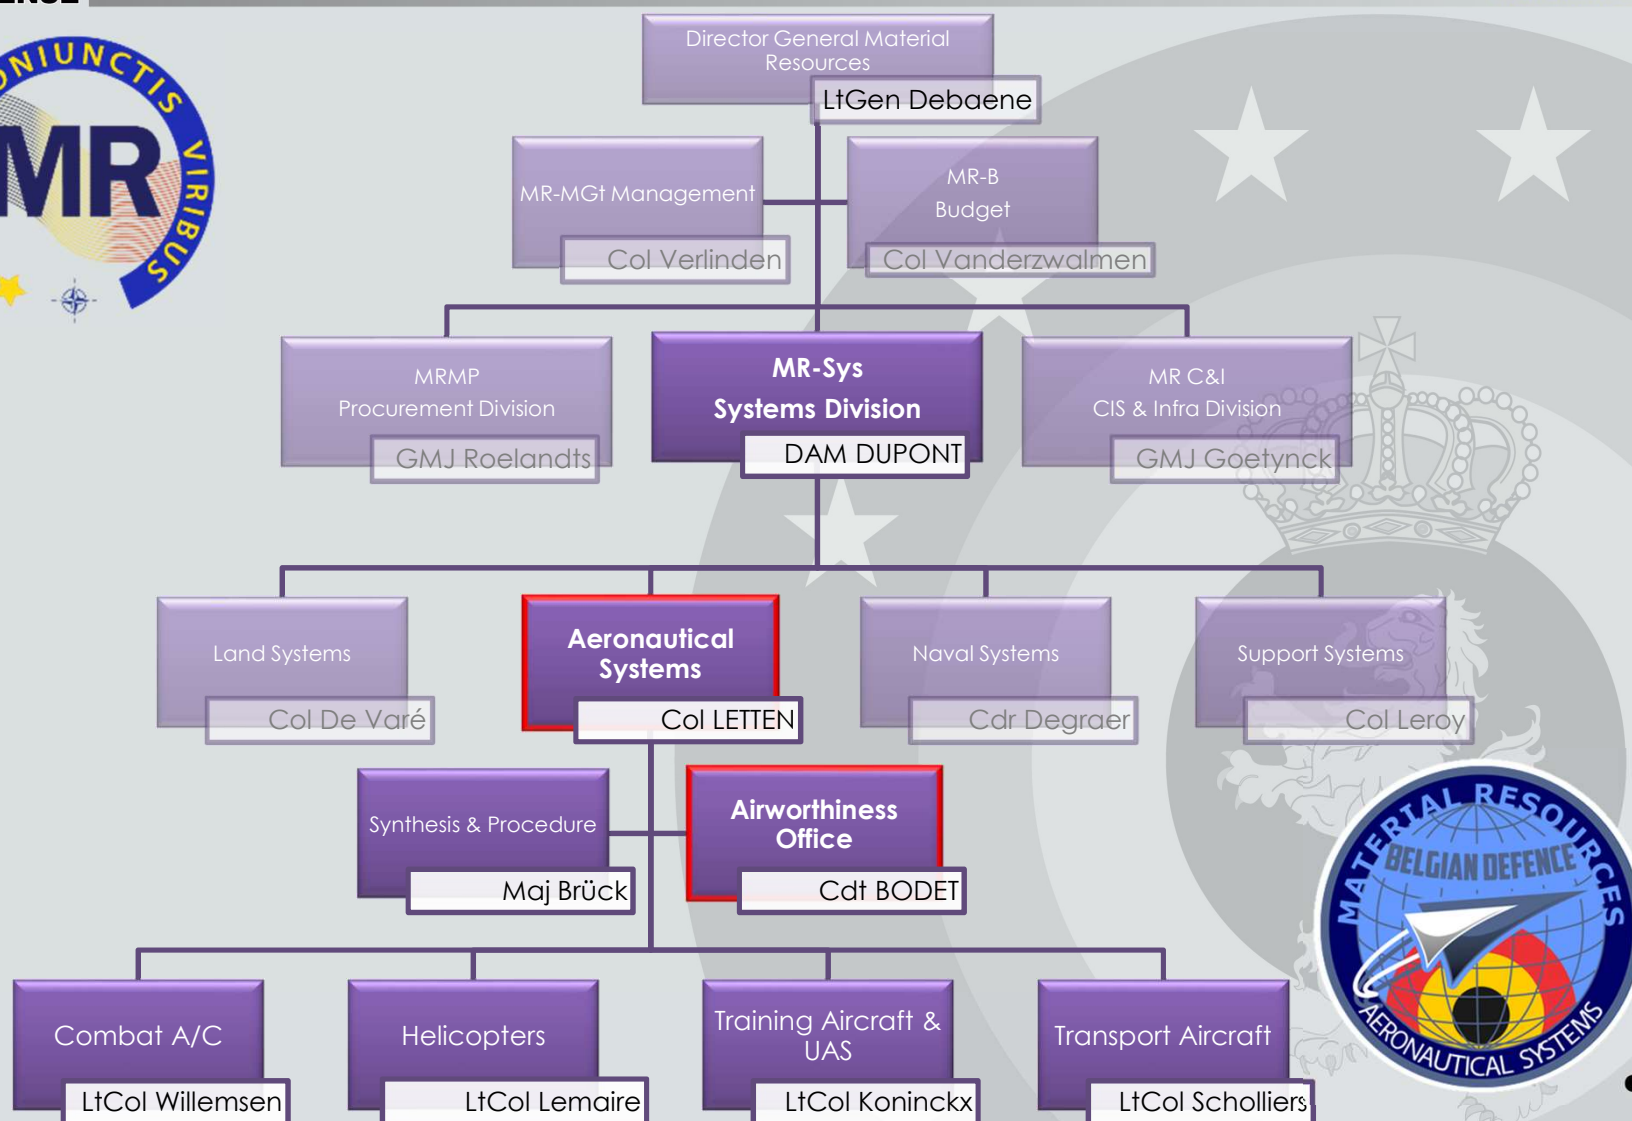 Director General Material
Resources
LtGen Debaene
CONIUNCTIS VIRIBUS
MR
MR-MGt Management
Col Verlinden
MR-B
Budget
Col Vanderzwalmen
MRMP
Procurement Division
GMJ Roelandts
MR-Sys
Systems Division
DAM DUPONT
MR C&I
CIS & Infra Division
GMJ Goetynck
Land Systems
Col De Varé
Aeronautical
Systems
Col LETTEN
Naval Systems
Cdr Degraer
Support Systems
Col Leroy
Synthesis & Procedure
Maj Brück
Airworthiness
Office
Cdt BODET
MATERIAL RESOURCES
BELGIAN DEFENCE
AERONAUTICAL SYSTEMS
Combat A/C
LtCol Willemsen
Helicopters
LtCol Lemaire
Training Aircraft &
UAS
LtCol Koninckx
Transport Aircraft
LtCol Scholliers